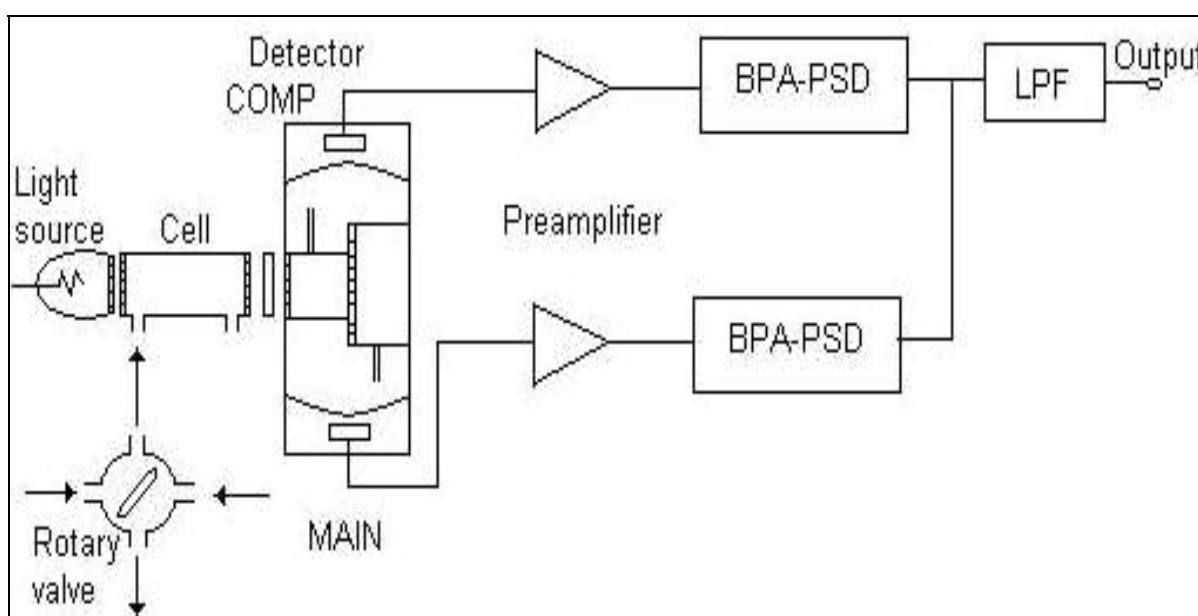 Detector
COMP
BPA-PSD
LPF
Output
Light
source
Cell
Preamplifier
BPA-PSD
MAIN
Rotary
valve